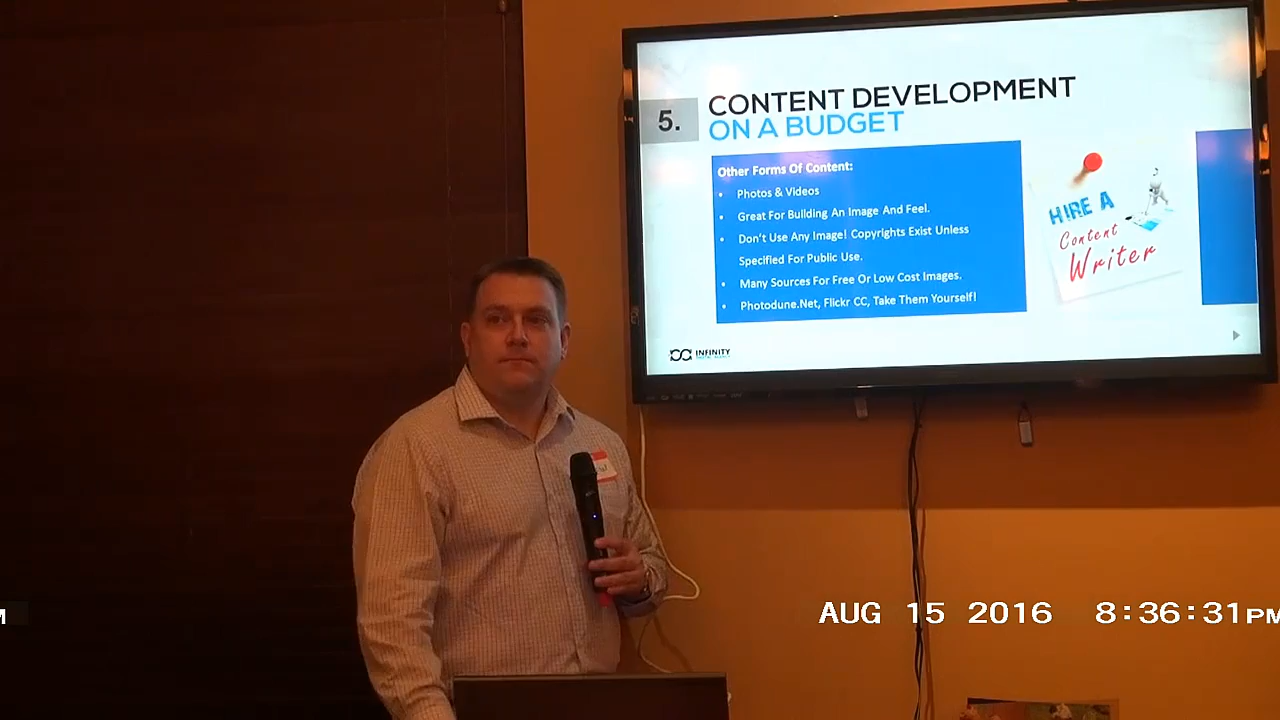 5.
CONTENT DEVELOPMENT
ON A BUDGET
Other Forms Of Content:
• Photos & Videos
• Great For Building An Image And Feel.
• Don't Use Any Image! Copyrights Exist Unless
Specified For Public Use.
• Many Sources For Free Or Low Cost Images.
• Photodune.Net, Flickr CC, Take Them Yourself!
HIRE A
Content
Writer
INFINITY
AUG 15 2016 8:36:31PM